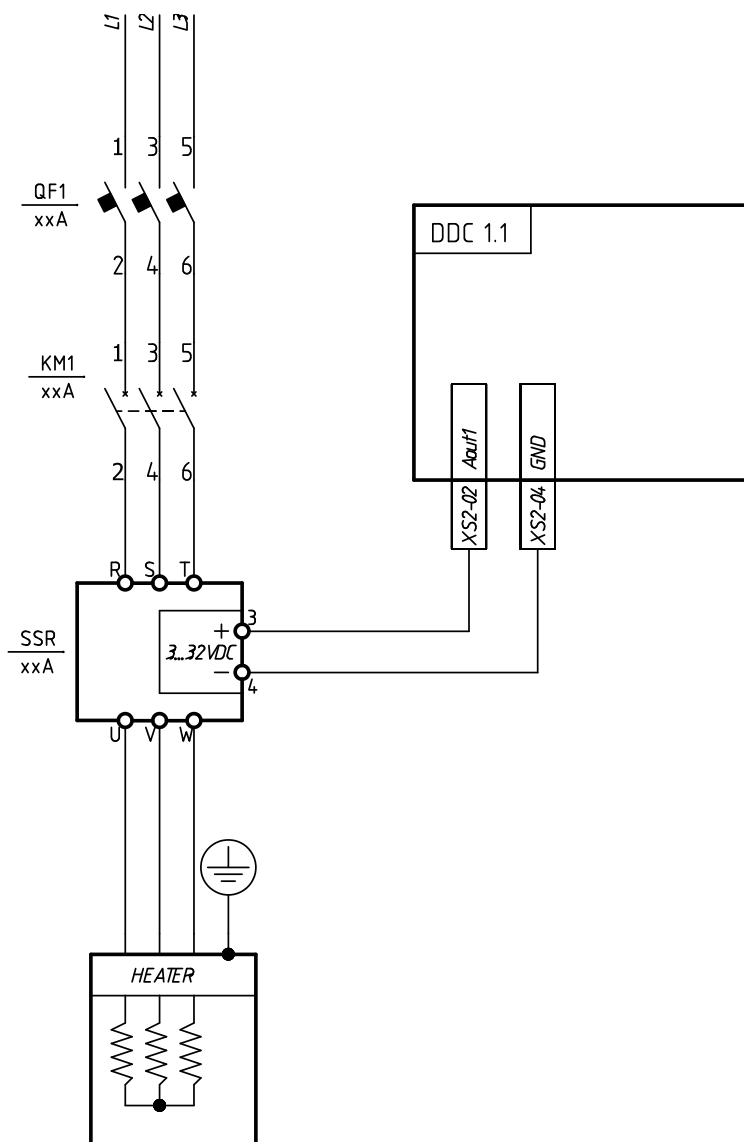 L1 L2 L3
1 3 5
QF1
xxA
DDC 1.1
2 4 6
1 3 5
KM1
xxA
Aout1 GND
2 4 6
XS2-02 XS2-04
R S T
3
+
SSR
xxA
3...32VDC
−
4
U V W
HEATER